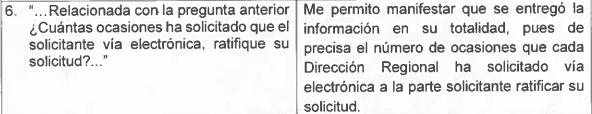 6. "...Relacionada con la pregunta anterior
¿Cuántas ocasiones ha solicitado que el
solicitante vía electrónica, ratifique su
solicitud?..."
Me permito manifestar que se entregó la
información en su totalidad, pues de
precisa el número de ocasiones que cada
Dirección Regional ha solicitado vía
electrónica a la parte solicitante ratificar su
solicitud.